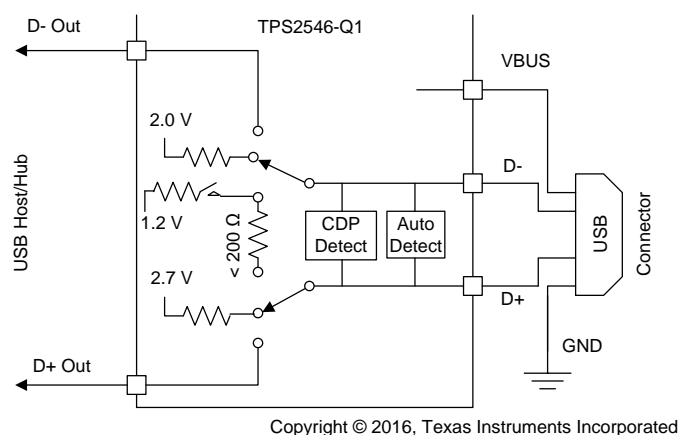 D- Out
TPS2546-Q1
VBUS
2.0 V
D-
1.2 V
< 200 Ω
CDP
Detect
Auto
Detect
USB
Connector
USB Host/Hub
2.7 V
D+
GND
D+ Out
Copyright © 2016, Texas Instruments Incorporated